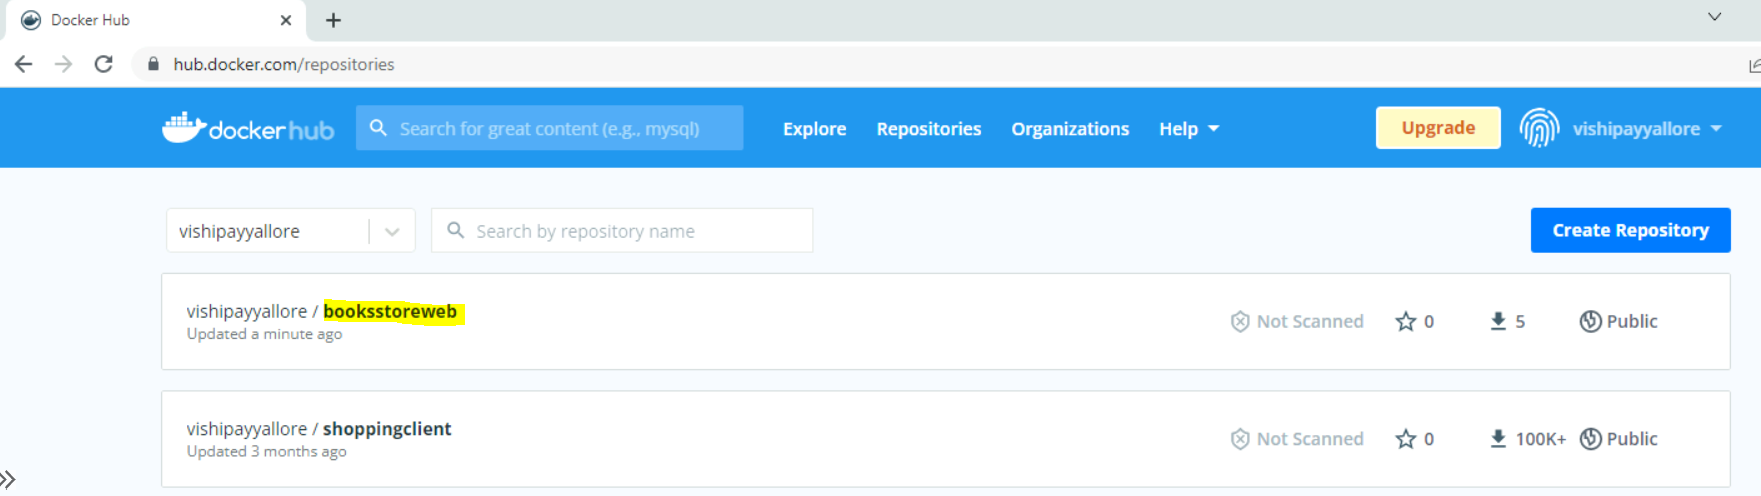 Docker Hub
hub.docker.com/repositories
dockerhub Search for great content (e.g., mysql) Explore Repositories Organizations Help Upgrade vishipayyallore
vishipayyallore Search by repository name Create Repository
vishipayyallore / booksstoreweb
Updated a minute ago
Not Scanned 0 5 Public
vishipayyallore / shoppingclient
Updated 3 months ago
Not Scanned 0 100K+ Public